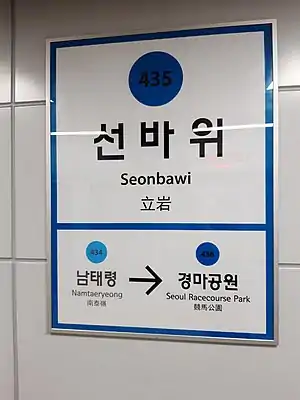 435
선바위
Seonbawi
立岩
434
남태령
Namtaeryeong
南泰嶺
→
436
경마공원
Seoul Racecourse Park
競馬公園